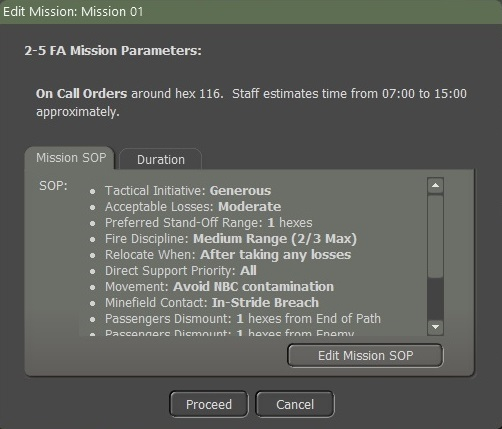 Edit Mission: Mission 01
2-5 FA Mission Parameters:
On Call Orders around hex 116. Staff estimates time from 07:00 to 15:00
approximately.
Mission SOP
Duration
SOP:
Tactical Initiative: Generous
Acceptable Losses: Moderate
Preferred Stand-Off Range: 1 hexes
Fire Discipline: Medium Range (2/3 Max)
Relocate When: After taking any losses
Direct Support Priority: All
Movement: Avoid NBC contamination
Minefield Contact: In-Stride Breach
Passengers Dismount: 1 hexes from End of Path
Passengers Dismount: 1 hexes from Enemy
Edit Mission SOP
Proceed
Cancel